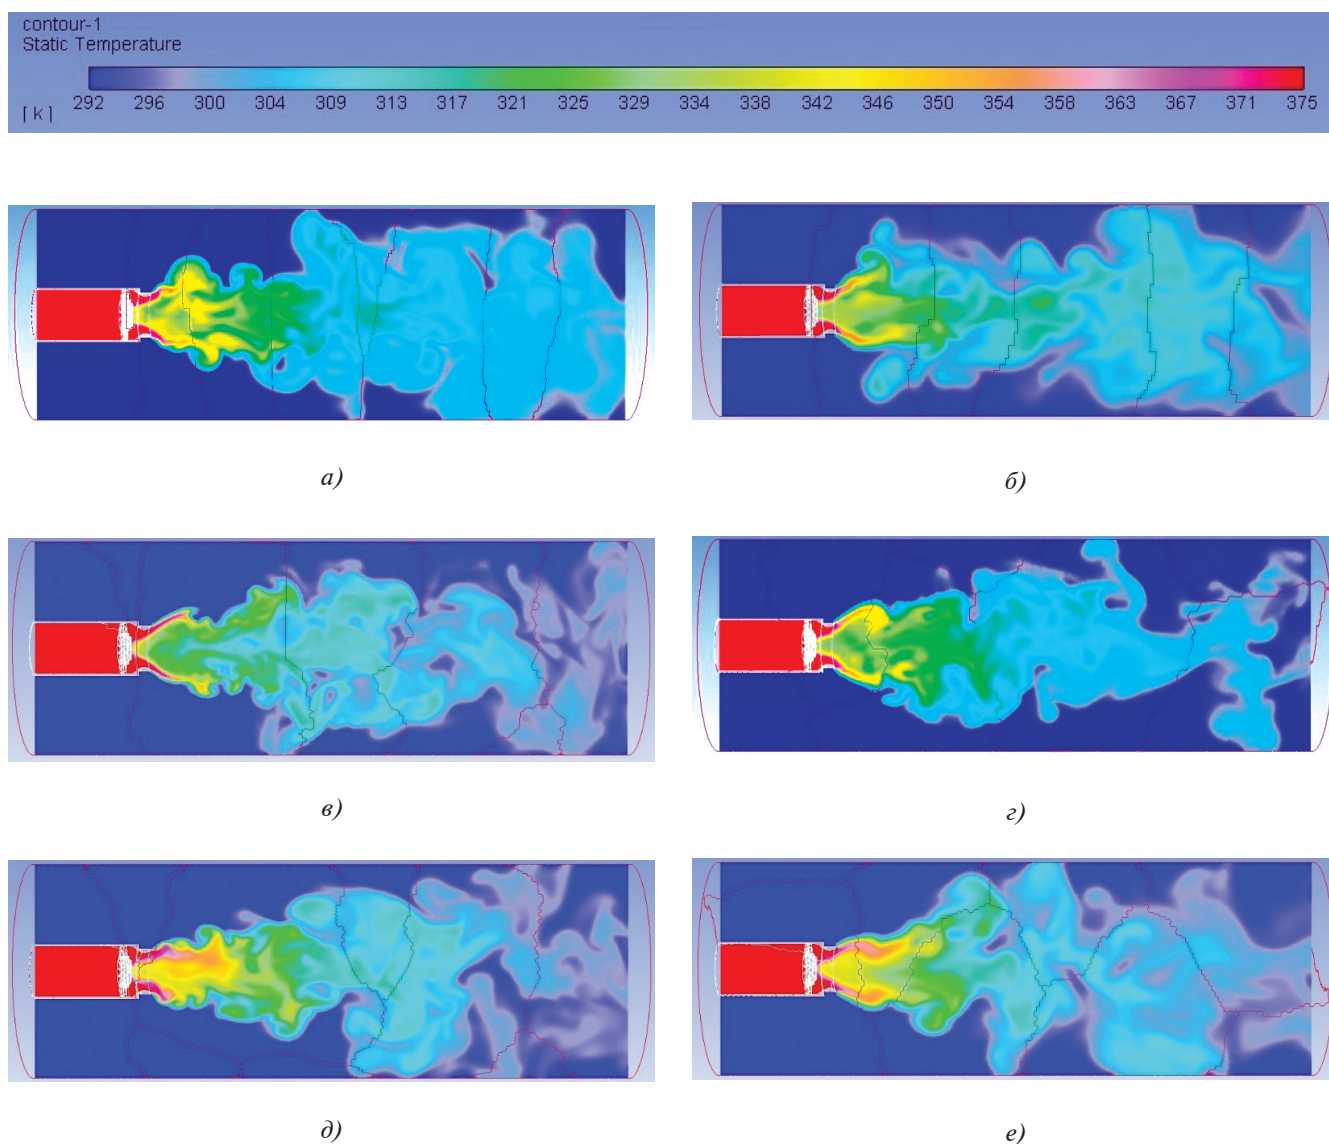 contour-1
Static Temperature
[ k ] 292 296 300 304 309 313 317 321 325 329 334 338 342 346 350 354 358 363 367 371 375
а) б)
в) г)
д) е)